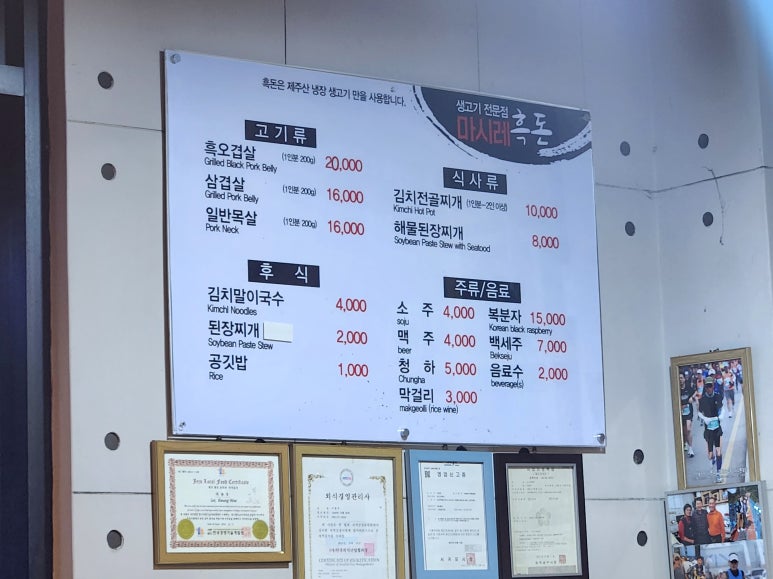 흑돈은 제주산 냉장 생고기 만을 사용합니다.
생고기 전문점
마시레 흑돈
고기류
흑오겹살 (1인분 200g) 20,000
Grilled Black Pork Belly
삼겹살 (1인분 200g) 16,000
Grilled Pork Belly
일반목살 (1인분 200g) 16,000
Pork Neck
식사류
김치전골찌개 (1인분~2인 이상) 10,000
Kimchi Hot Pot
해물된장찌개 8,000
Soybean Paste Stew with Seafood
후식
김치말이국수 4,000
Kimchi Noodles
된장찌개 2,000
Soybean Paste Stew
공깃밥 1,000
Rice
주류/음료
소주 4,000
soju
맥주 4,000
beer
청하 5,000
Chungha
막걸리 3,000
makgeolli (rice wine)
복분자 15,000
Korean black raspberry
백세주 7,000
Bekseju
음료수 2,000
beverage(s)
외식경영관리사
CERTIFICATE OF QUALIFICATION
영업신고증